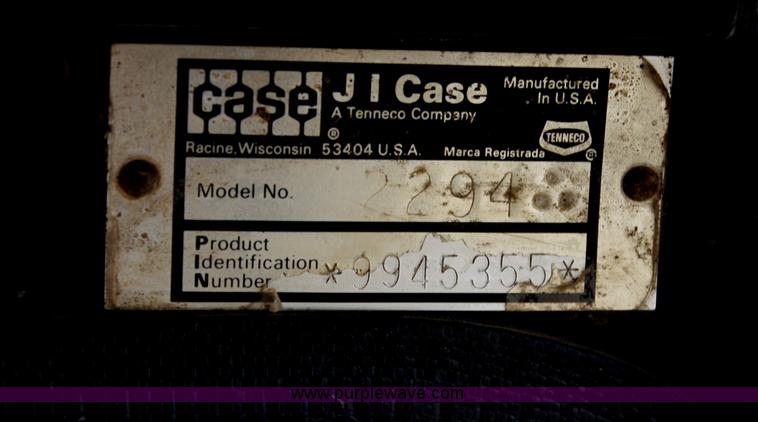 case
®
J I Case
A Tenneco Company
Manufactured
In U.S.A.
TENNECO
®
Racine, Wisconsin 53404 U.S.A. Marca Registrada
Model No. 2294
Product
Identification
Number
*9945355*
www.purplewave.com